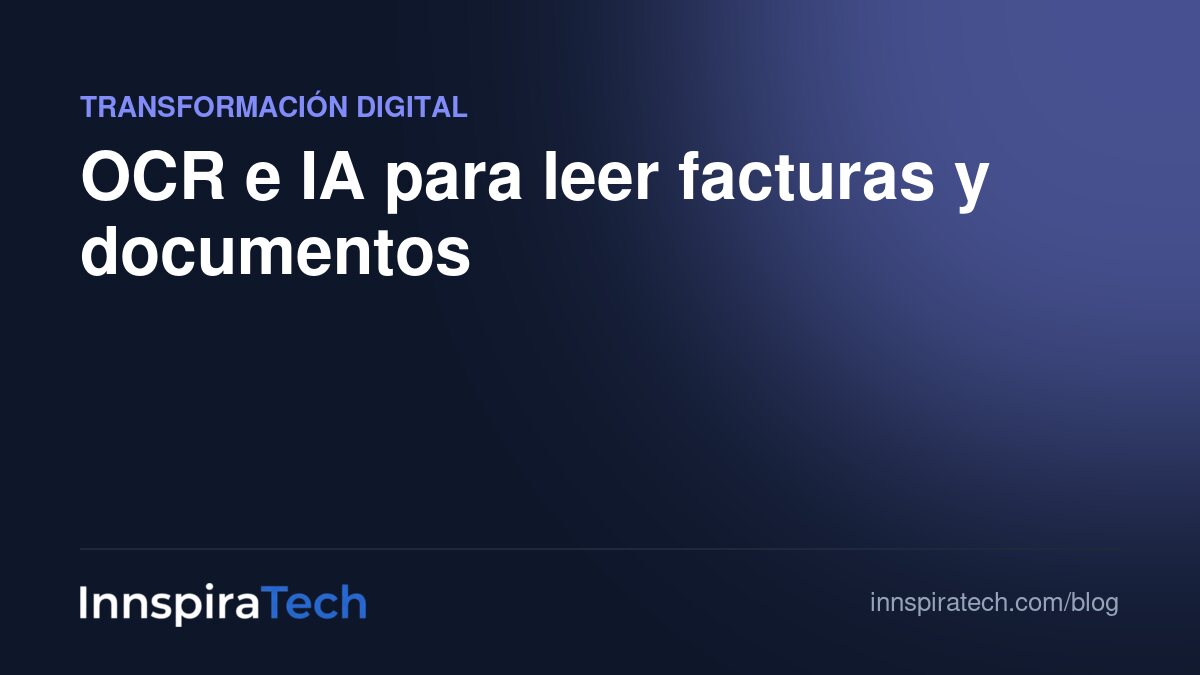 TRANSFORMACIÓN DIGITAL
OCR e IA para leer facturas y
documentos
InnspiraTech
innspiratech.com/blog